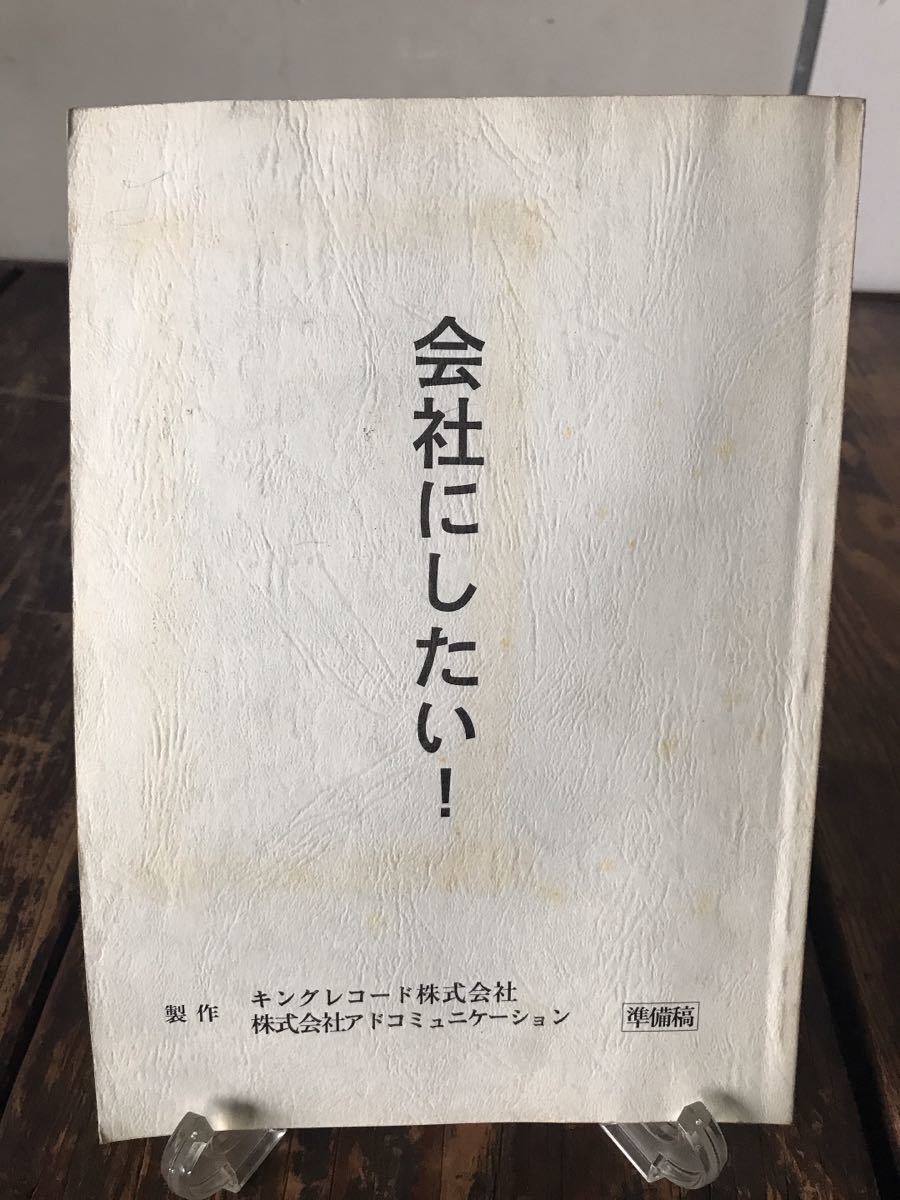 会社にしたい！
製作
キングレコード株式会社
株式会社アドコミュニケーション
準備稿